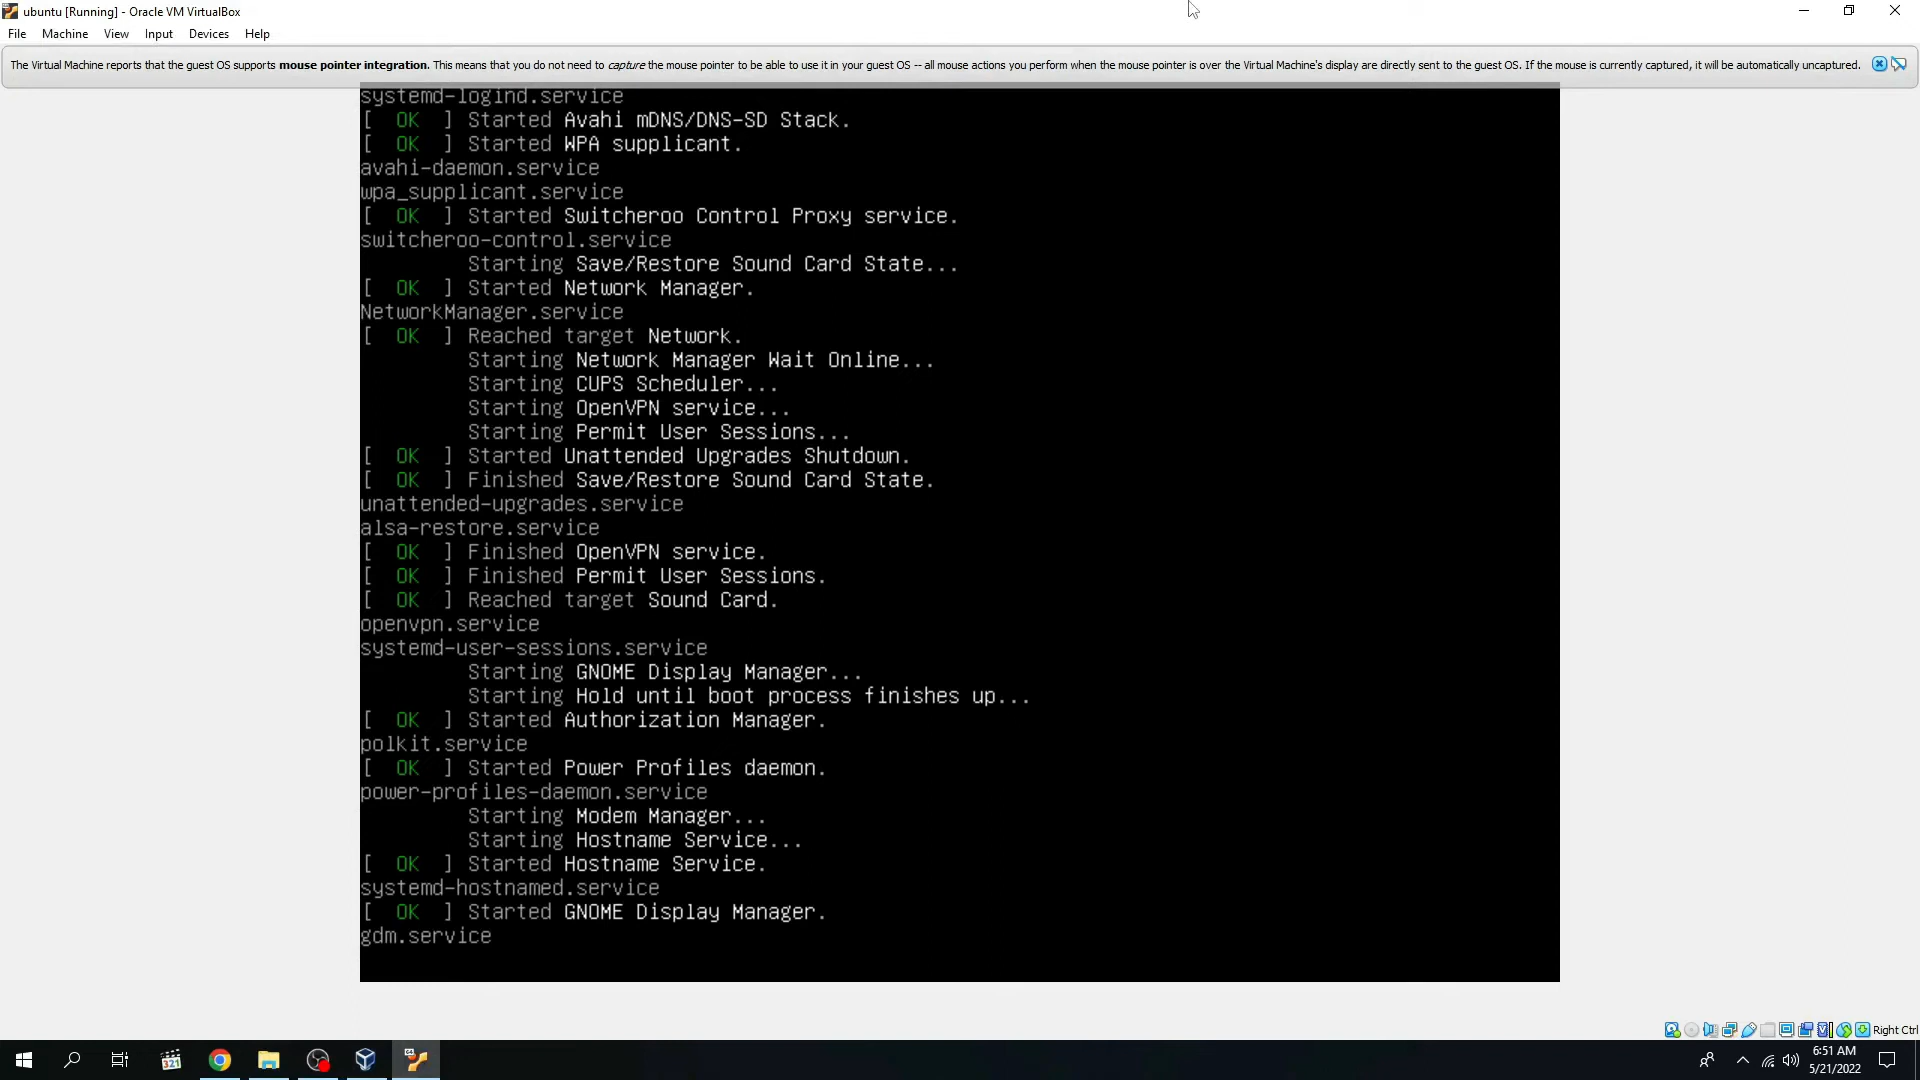 ubuntu [Running] - Oracle VM VirtualBox
File Machine View Input Devices Help
The Virtual Machine reports that the guest OS supports mouse pointer integration. This means that you do not need to capture the mouse pointer to be able to use it in your guest OS -- all mouse actions you perform when the mouse pointer is over the Virtual Machine's display are directly sent to the guest OS. If the mouse is currently captured, it will be automatically uncaptured.
systemd-logind.service
[  OK  ] Started Avahi mDNS/DNS-SD Stack.
[  OK  ] Started WPA supplicant.
avahi-daemon.service
wpa_supplicant.service
[  OK  ] Started Switcheroo Control Proxy service.
switcheroo-control.service
Starting Save/Restore Sound Card State...
[  OK  ] Started Network Manager.
NetworkManager.service
[  OK  ] Reached target Network.
Starting Network Manager Wait Online...
Starting CUPS Scheduler...
Starting OpenVPN service...
Starting Permit User Sessions...
[  OK  ] Started Unattended Upgrades Shutdown.
[  OK  ] Finished Save/Restore Sound Card State.
unattended-upgrades.service
alsa-restore.service
[  OK  ] Finished OpenVPN service.
[  OK  ] Finished Permit User Sessions.
[  OK  ] Reached target Sound Card.
openvpn.service
systemd-user-sessions.service
Starting GNOME Display Manager...
Starting Hold until boot process finishes up...
[  OK  ] Started Authorization Manager.
polkit.service
[  OK  ] Started Power Profiles daemon.
power-profiles-daemon.service
Starting Modem Manager...
Starting Hostname Service...
[  OK  ] Started Hostname Service.
systemd-hostnamed.service
[  OK  ] Started GNOME Display Manager.
gdm.service
Right Ctrl
321
6:51 AM
5/21/2022